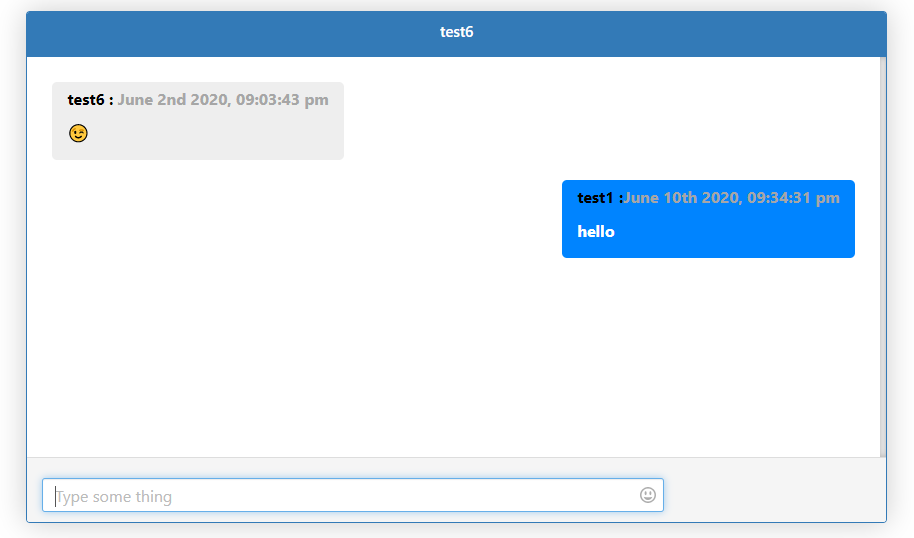 test6
test6 : June 2nd 2020, 09:03:43 pm
😉
test1 :June 10th 2020, 09:34:31 pm
hello
Type some thing